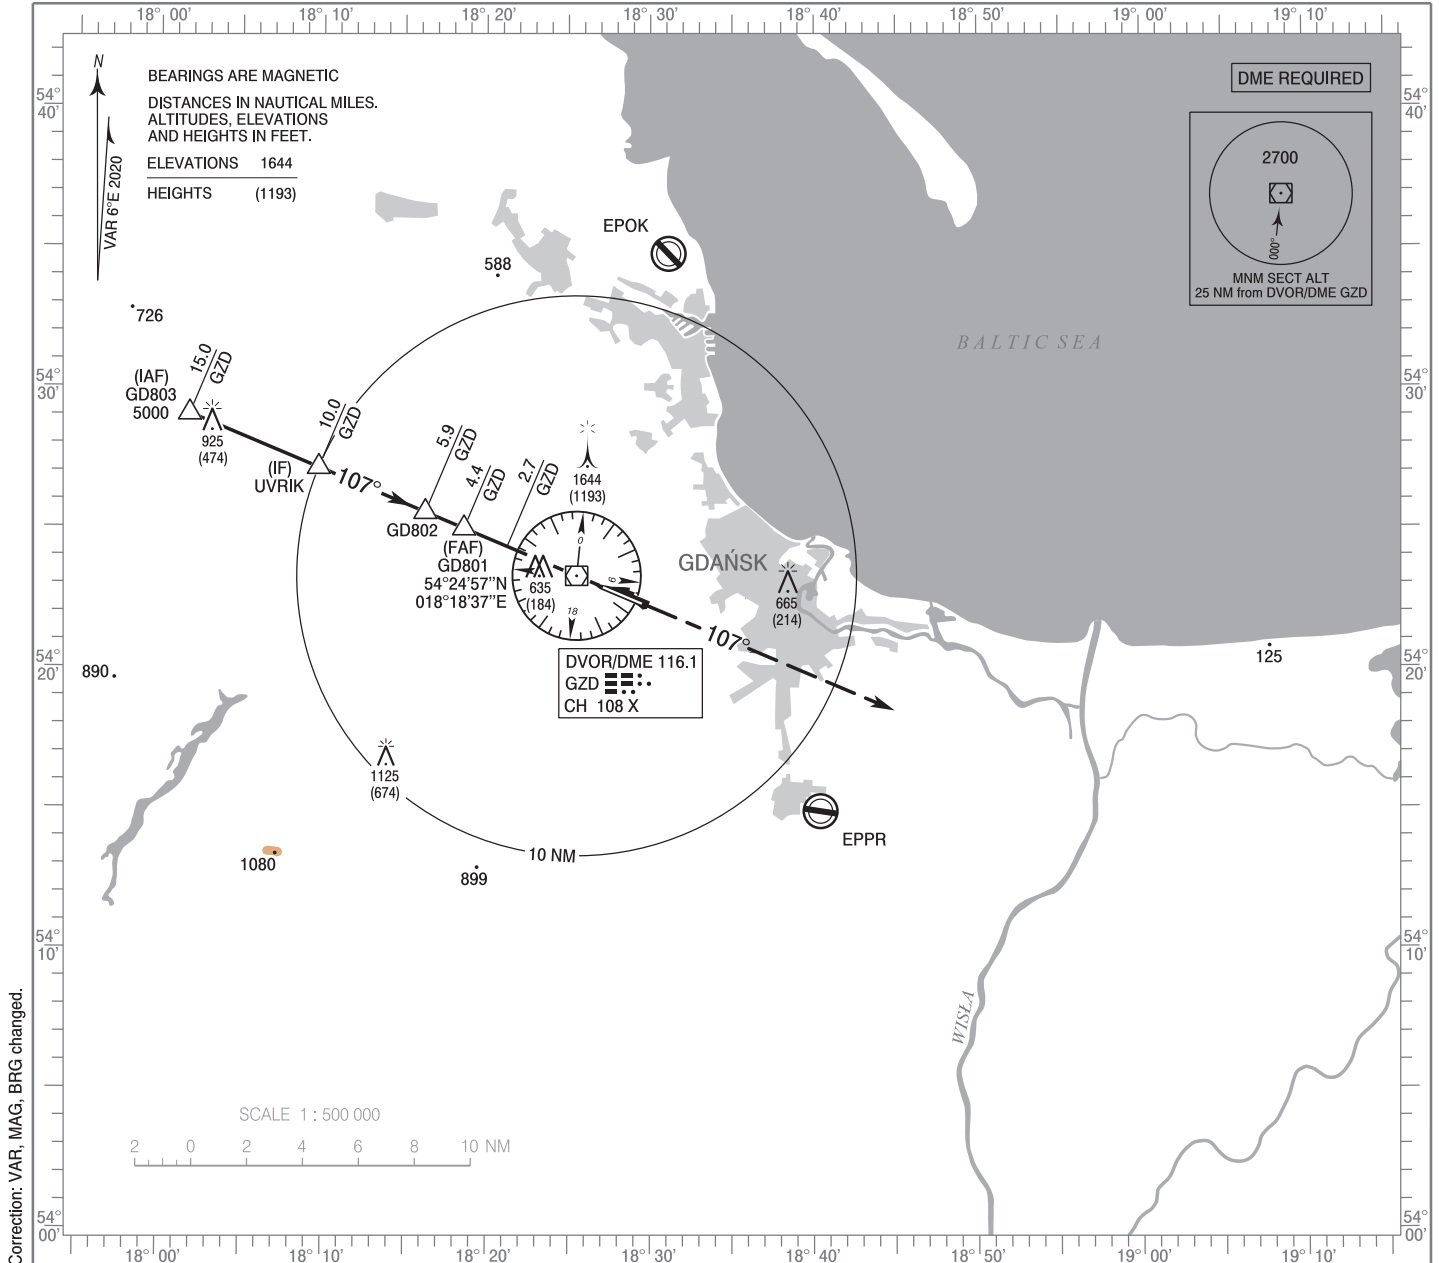 18° 00’ 18° 10’ 18° 20’ 18° 30’ 18° 40’ 18° 50’ 19° 00’ 19° 10’
N
VAR 6°E 2020
BEARINGS ARE MAGNETIC
DISTANCES IN NAUTICAL MILES.
ALTITUDES, ELEVATIONS
AND HEIGHTS IN FEET.
ELEVATIONS 1644
HEIGHTS (1193)
DME REQUIRED
2700
000°
MNM SECT ALT
25 NM from DVOR/DME GZD
54°
40’
54°
40’
EPOK
588
726
BALTIC SEA
54°
30’
54°
30’
(IAF)
GD803
5000
15.0
GZD
925
(474)
10.0
GZD
(IF)
UVRIK
107°
5.9
GZD
4.4
GZD
2.7
GZD
1644
(1193)
GD802
(FAF)
GD801
54°24’57’’N
018°18’37’’E
0
9
18
635
(184)
GDAŃSK
665
(214)
107°
DVOR/DME 116.1
GZD
CH 108 X
125
54°
20’
54°
20’
890
1125
(674)
EPPR
1080
10 NM
899
54°
10’
54°
10’
WISŁA
SCALE 1 : 500 000
2 0 2 4 6 8 10 NM
54°
00’
54°
00’
18° 00’ 18° 10’ 18° 20’ 18° 30’ 18° 40’ 18° 50’ 19° 00’ 19° 10’
Correction: VAR, MAG, BRG changed.